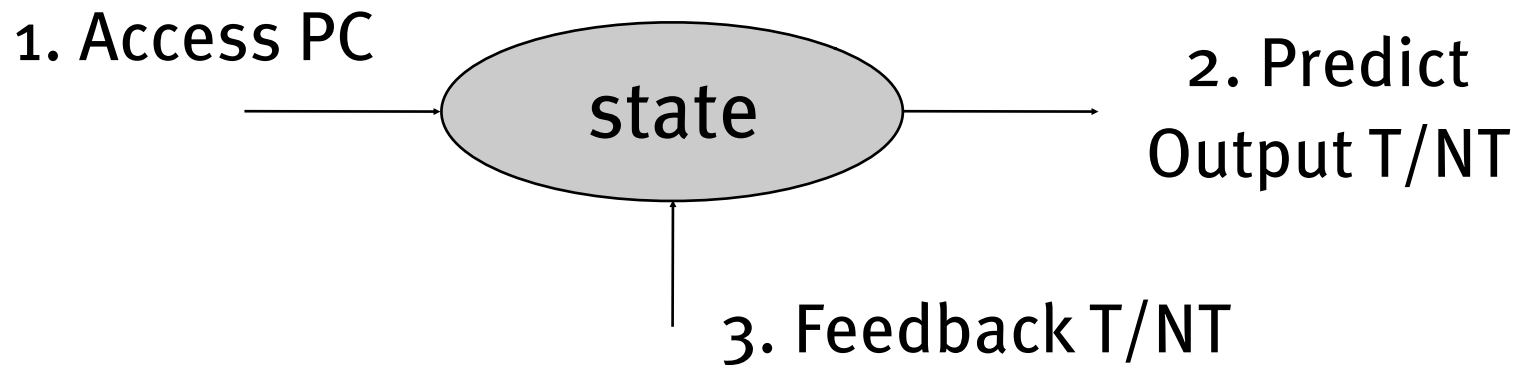 1. Access PC
state
2. Predict
Output T/NT
3. Feedback T/NT